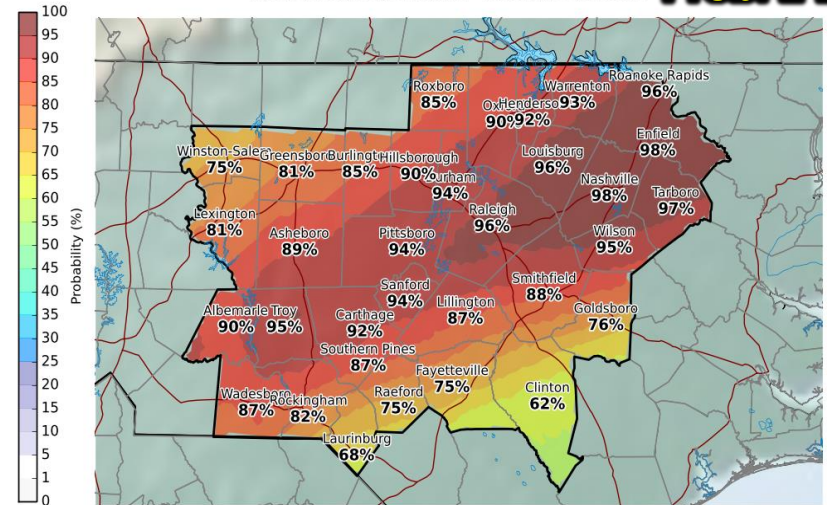 100
95
90
85
80
75
70
65
60
55
50
45
40
35
30
25
20
15
10
5
1
0
Probability (%)
Roanoke Rapids
96%
Roxboro
85%
Warrenton
93%
90%
92%
Enfield
98%
Winston-Salem
75%
Greensboro
81%
Burlington
85%
Hillsborough
90%
Durham
94%
Louisburg
96%
Nashville
98%
Tarboro
97%
Lexington
81%
Asheboro
89%
Pittsboro
94%
Raleigh
96%
Wilson
95%
Sanford
94%
Smithfield
88%
Albemarle
90%
Troy
95%
Carthage
92%
Lillington
87%
Goldsboro
76%
Southern Pines
87%
Fayetteville
75%
Wadesboro
87%
Rockingham
82%
Raeford
75%
Clinton
62%
Laurinburg
68%